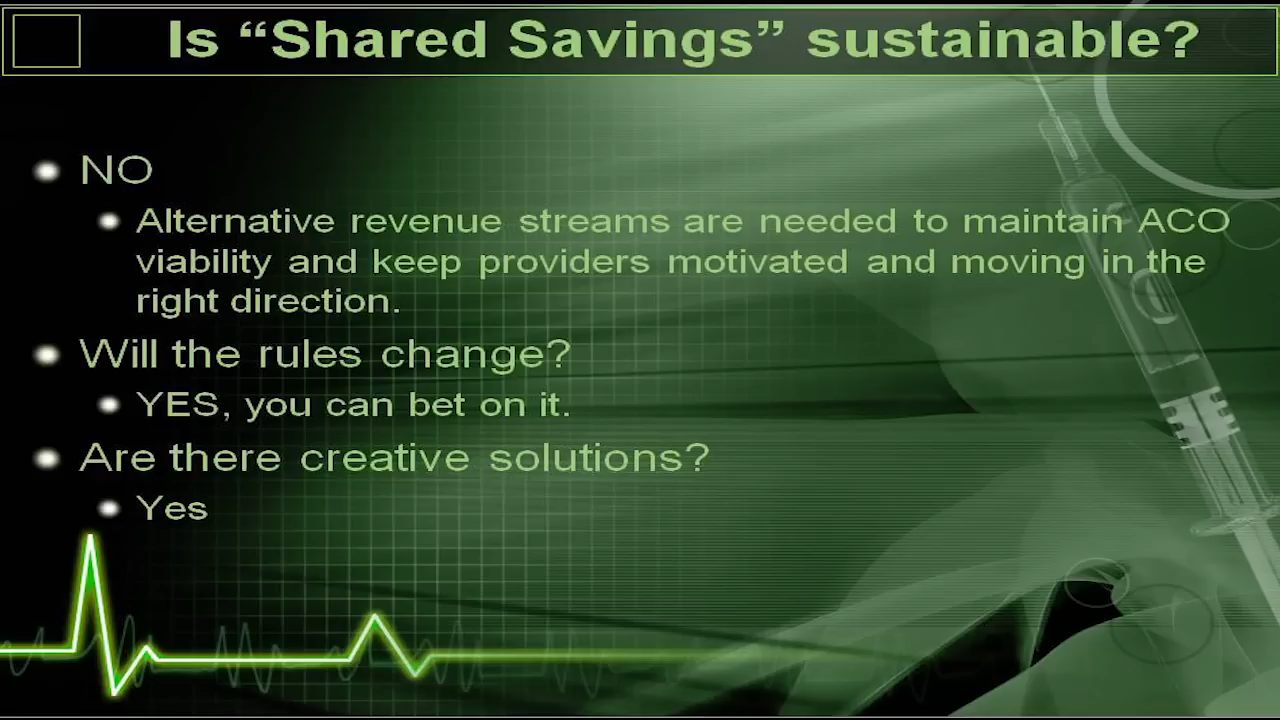 Is “Shared Savings” sustainable?
NO
Alternative revenue streams are needed to maintain ACO
viability and keep providers motivated and moving in the
right direction.
Will the rules change?
YES, you can bet on it.
Are there creative solutions?
Yes